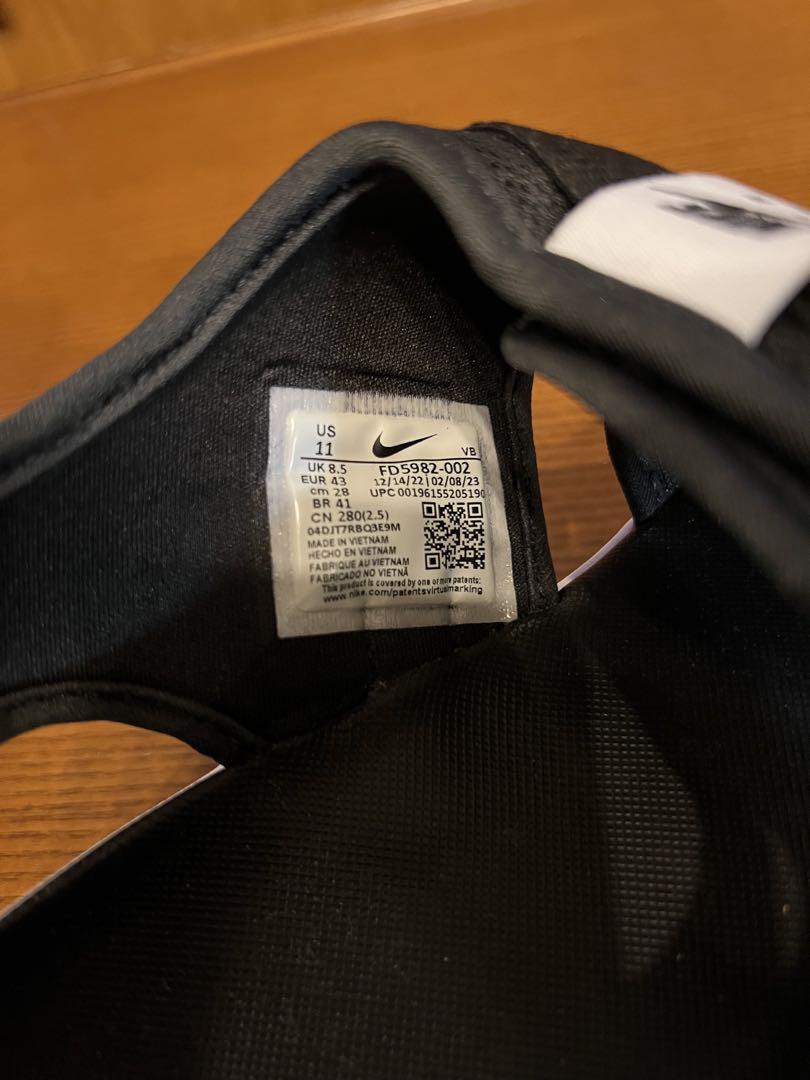 US
11
VB
UK 8.5
FD5982-002
EUR 43
12/14/22 | 02/08/23
cm 28
UPC 00196155205190
BR 41
CN 280(2.5)
04DJT7RBQ3E9M
MADE IN VIETNAM
HECHO EN VIETNAM
FABRIQUE AU VIETNAM
FABRICADO NO VIETNÃ
This product is covered by one or more patents:
www.nike.com/patentsvirtualmarking